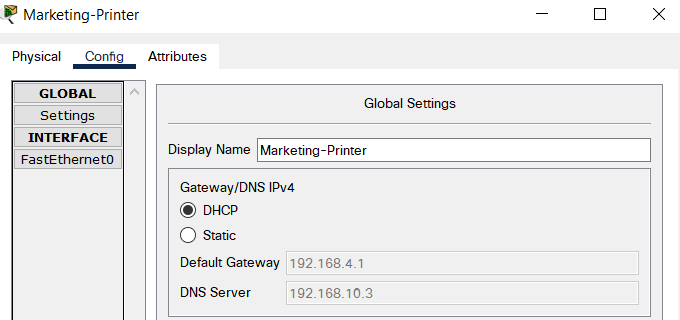 Marketing-Printer
Physical Config Attributes
GLOBAL
Settings
INTERFACE
FastEthernet0
Global Settings
Display Name Marketing-Printer
Gateway/DNS IPv4
DHCP
Static
Default Gateway 192.168.4.1
DNS Server 192.168.10.3